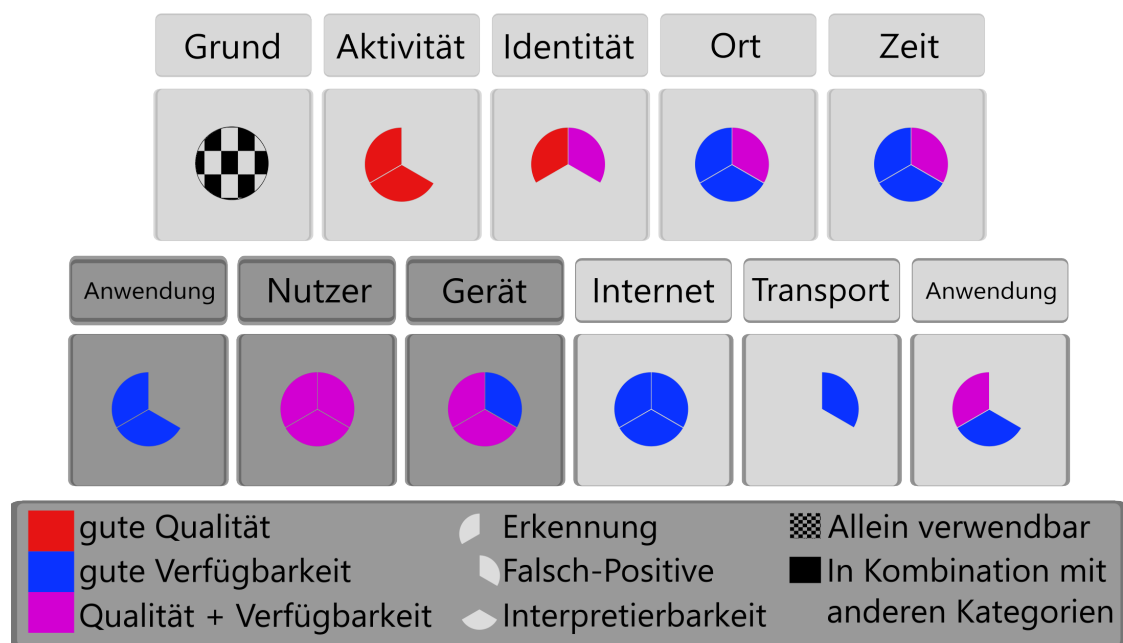 Grund Aktivität Identität Ort Zeit
Anwendung Nutzer Gerät Internet Transport Anwendung
gute Qualität Erkennung Allein verwendbar
gute Verfügbarkeit Falsch-Positive In Kombination mit
Qualität + Verfügbarkeit Interpretierbarkeit anderen Kategorien